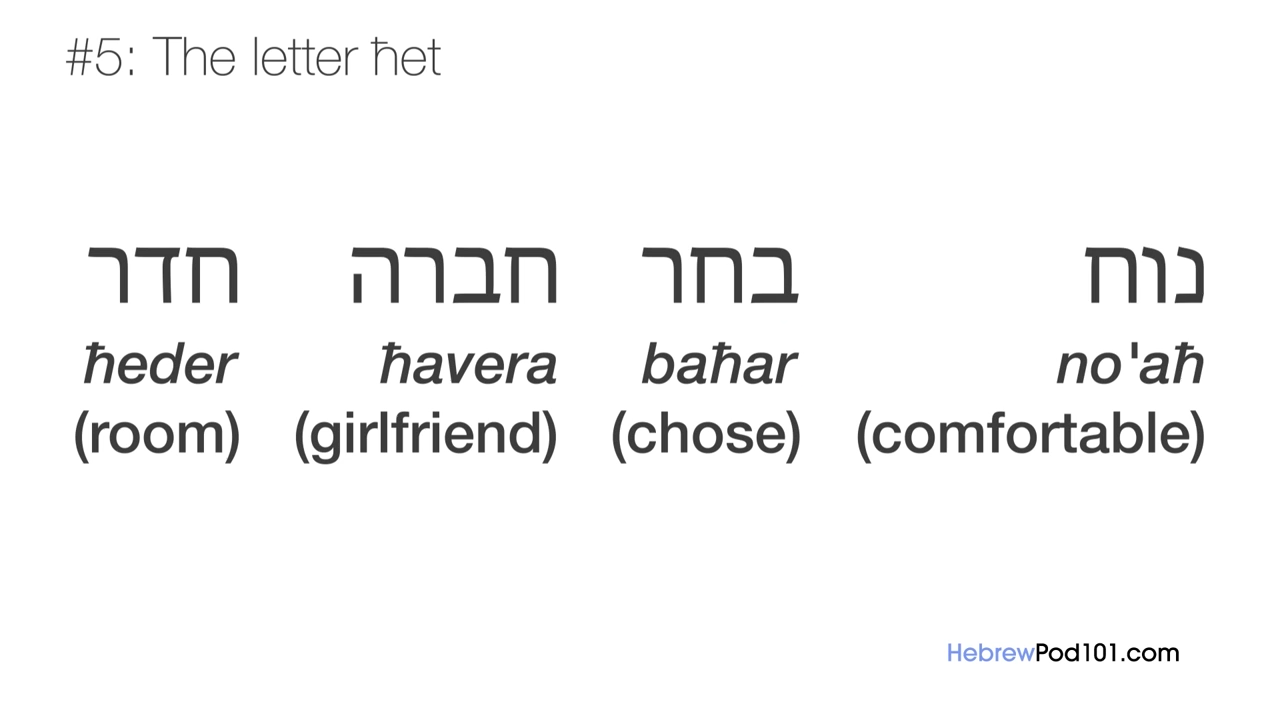 #5: The letter ħet
חדר חברה בחר נוח
ħeder ħavera baħar no'aħ
(room) (girlfriend) (chose) (comfortable)
HebrewPod101.com